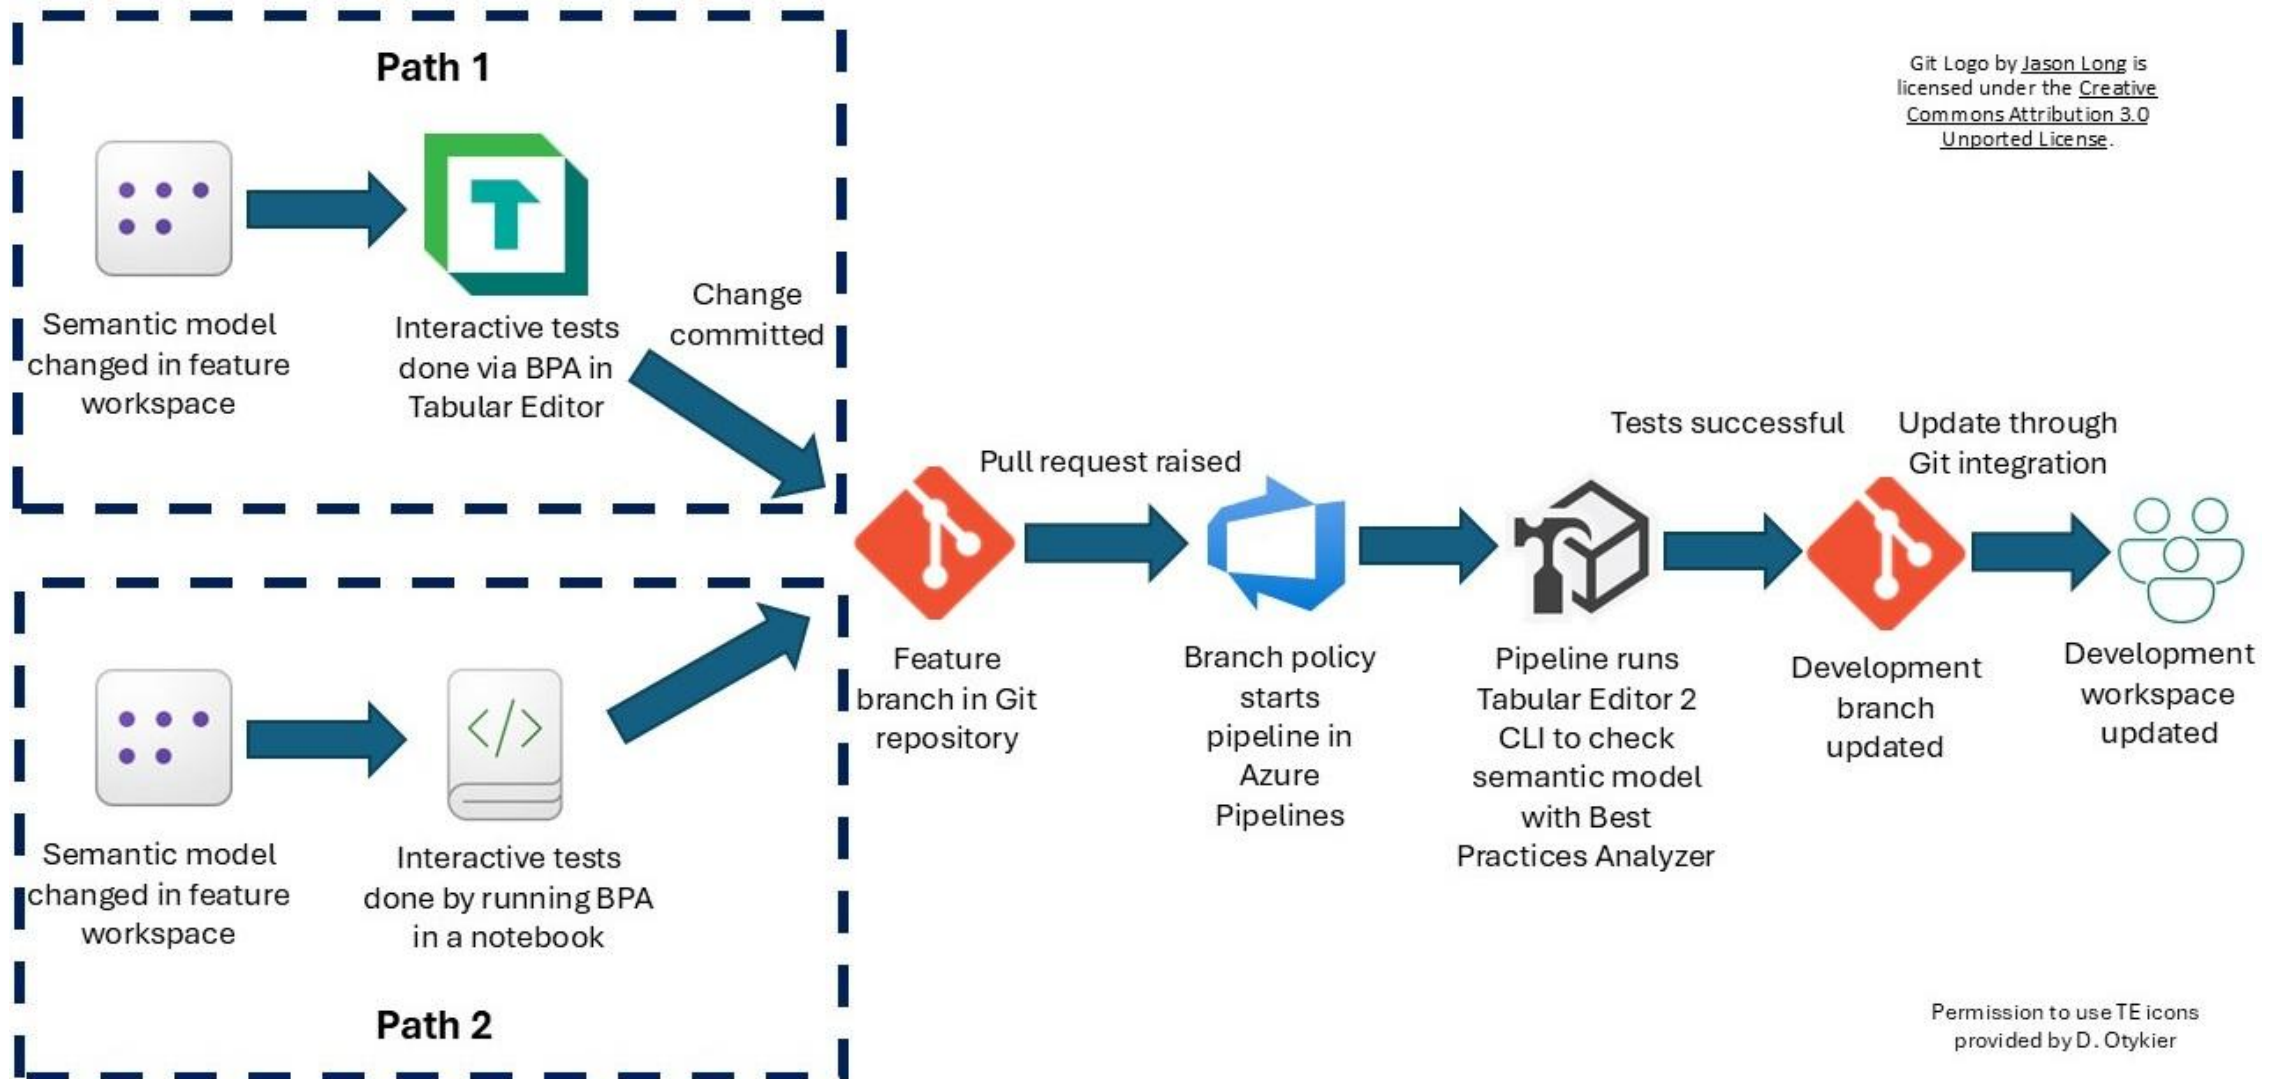 Path 1
Git Logo by Jason Long is
licensed under the Creative
Commons Attribution 3.0
Unported License.
Semantic model
changed in feature
workspace
Interactive tests
done via BPA in
Tabular Editor
Change
committed
Semantic model
changed in feature
workspace
Interactive tests
done by running BPA
in a notebook
Path 2
Feature
branch in Git
repository
Pull request raised
Branch policy
starts
pipeline in
Azure
Pipelines
Pipeline runs
Tabular Editor 2
CLI to check
semantic model
with Best
Practices Analyzer
Tests successful
Development
branch
updated
Update through
Git integration
Development
workspace
updated
Permission to use TE icons
provided by D. Otykier